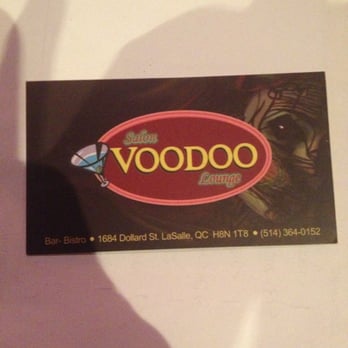 Salon
VOODOO
Lounge
Bar- Bistro • 1684 Dollard St. LaSalle, QC H8N 1T8 • (514) 364-0152